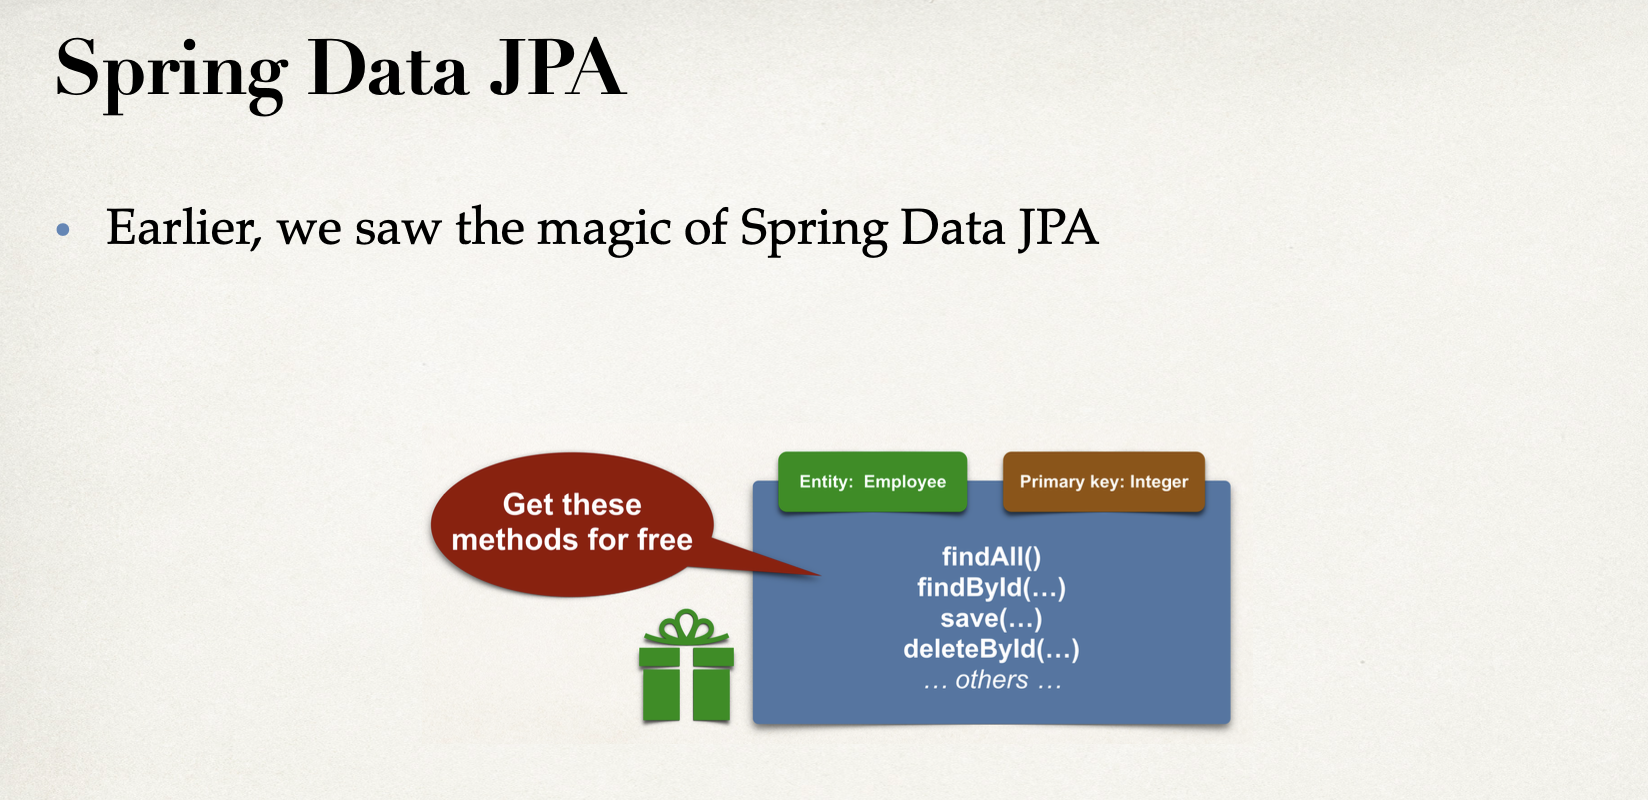 Spring Data JPA
• Earlier, we saw the magic of Spring Data JPA
Get these
methods for free
Entity: Employee
Primary key: Integer
findAll()
findById(…)
save(…)
deleteById(…)
… others …